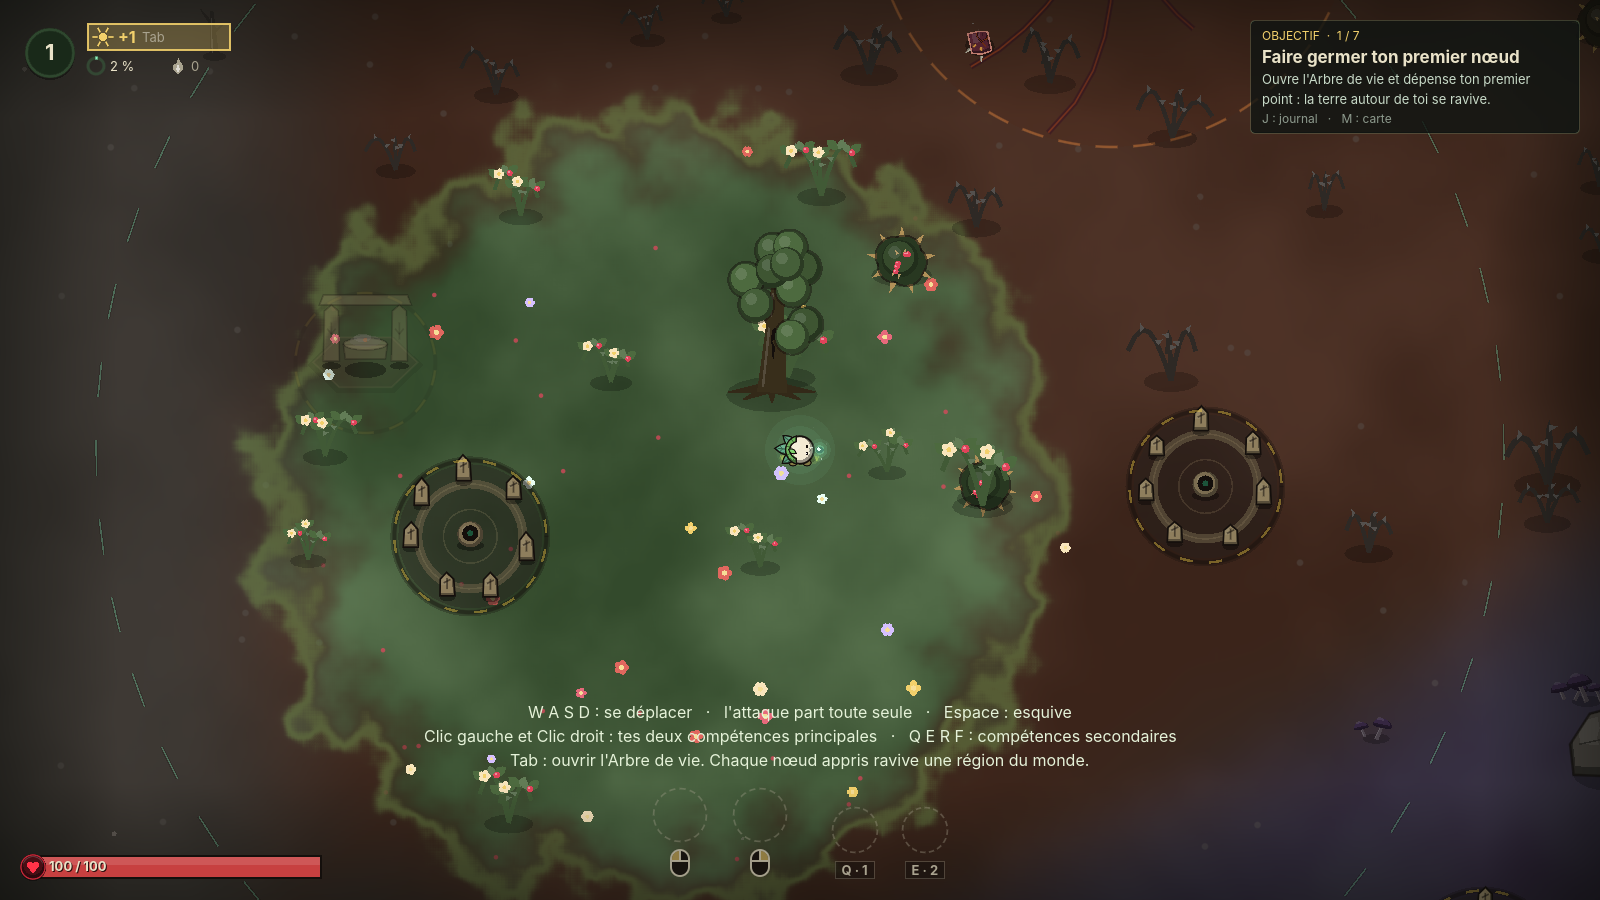 1
+1 Tab
2 %
0
OBJECTIF · 1 / 7
Faire germer ton premier nœud
Ouvre l'Arbre de vie et dépense ton premier
point : la terre autour de toi se ravive.
J : journal · M : carte
W A S D : se déplacer · l'attaque part toute seule · Espace : esquive
Clic gauche et Clic droit : tes deux compétences principales · Q E R F : compétences secondaires
Tab : ouvrir l'Arbre de vie. Chaque nœud appris ravive une région du monde.
100 / 100
Q · 1
E · 2